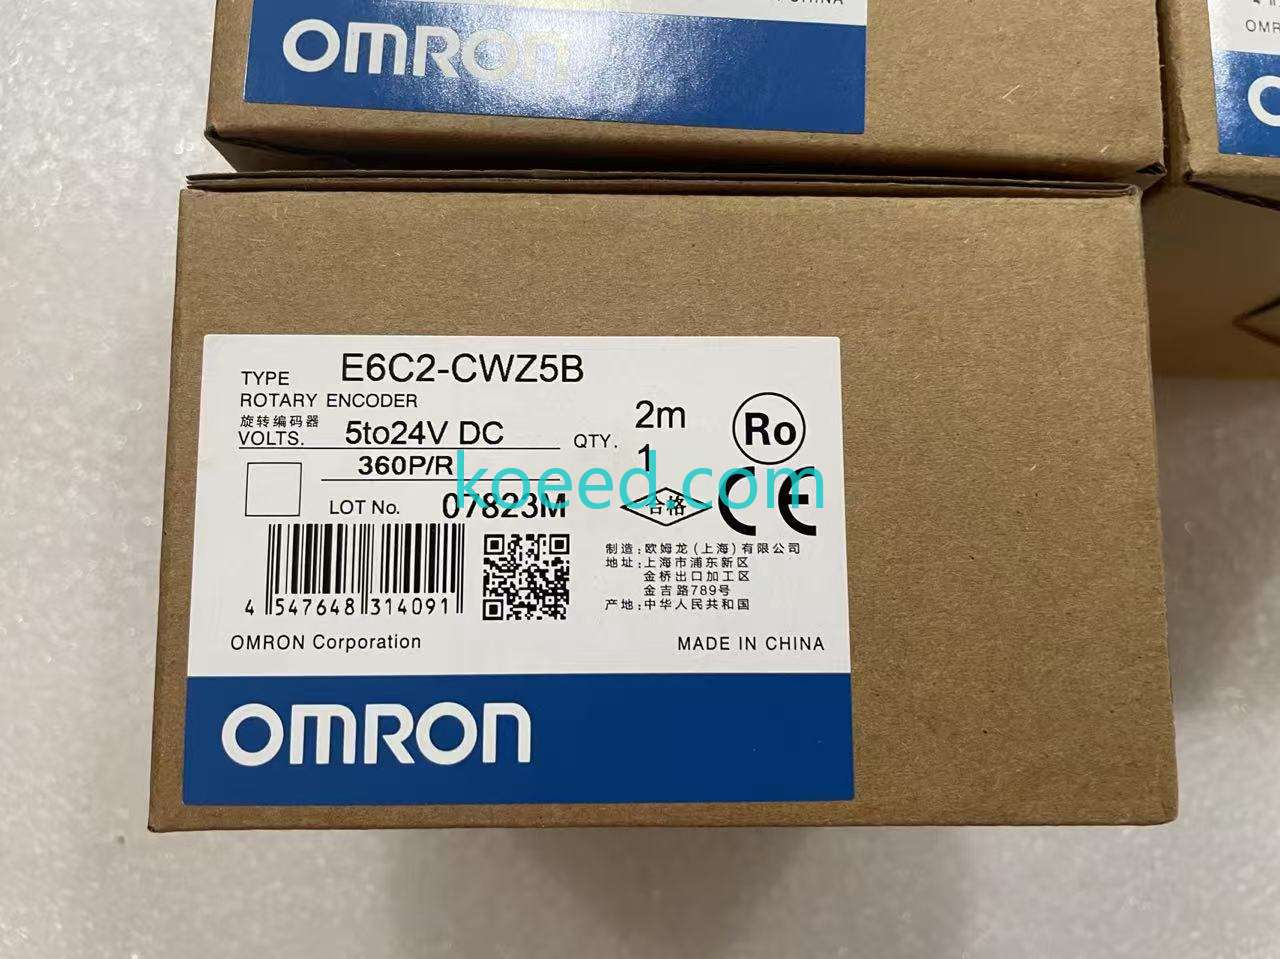 OMRON
TYPE E6C2-CWZ5B
ROTARY ENCODER
旋转编码器
VOLTS. 5to24V DC
360P/R
2m
QTY. 1
Ro
LOT No. 07823M
合格
CE
koeed.com
制造：欧姆龙（上海）有限公司
地址：上海市浦东新区
金桥出口加工区
金吉路789号
产地：中华人民共和国
4 547648 314091
OMRON Corporation
MADE IN CHINA
OMRON